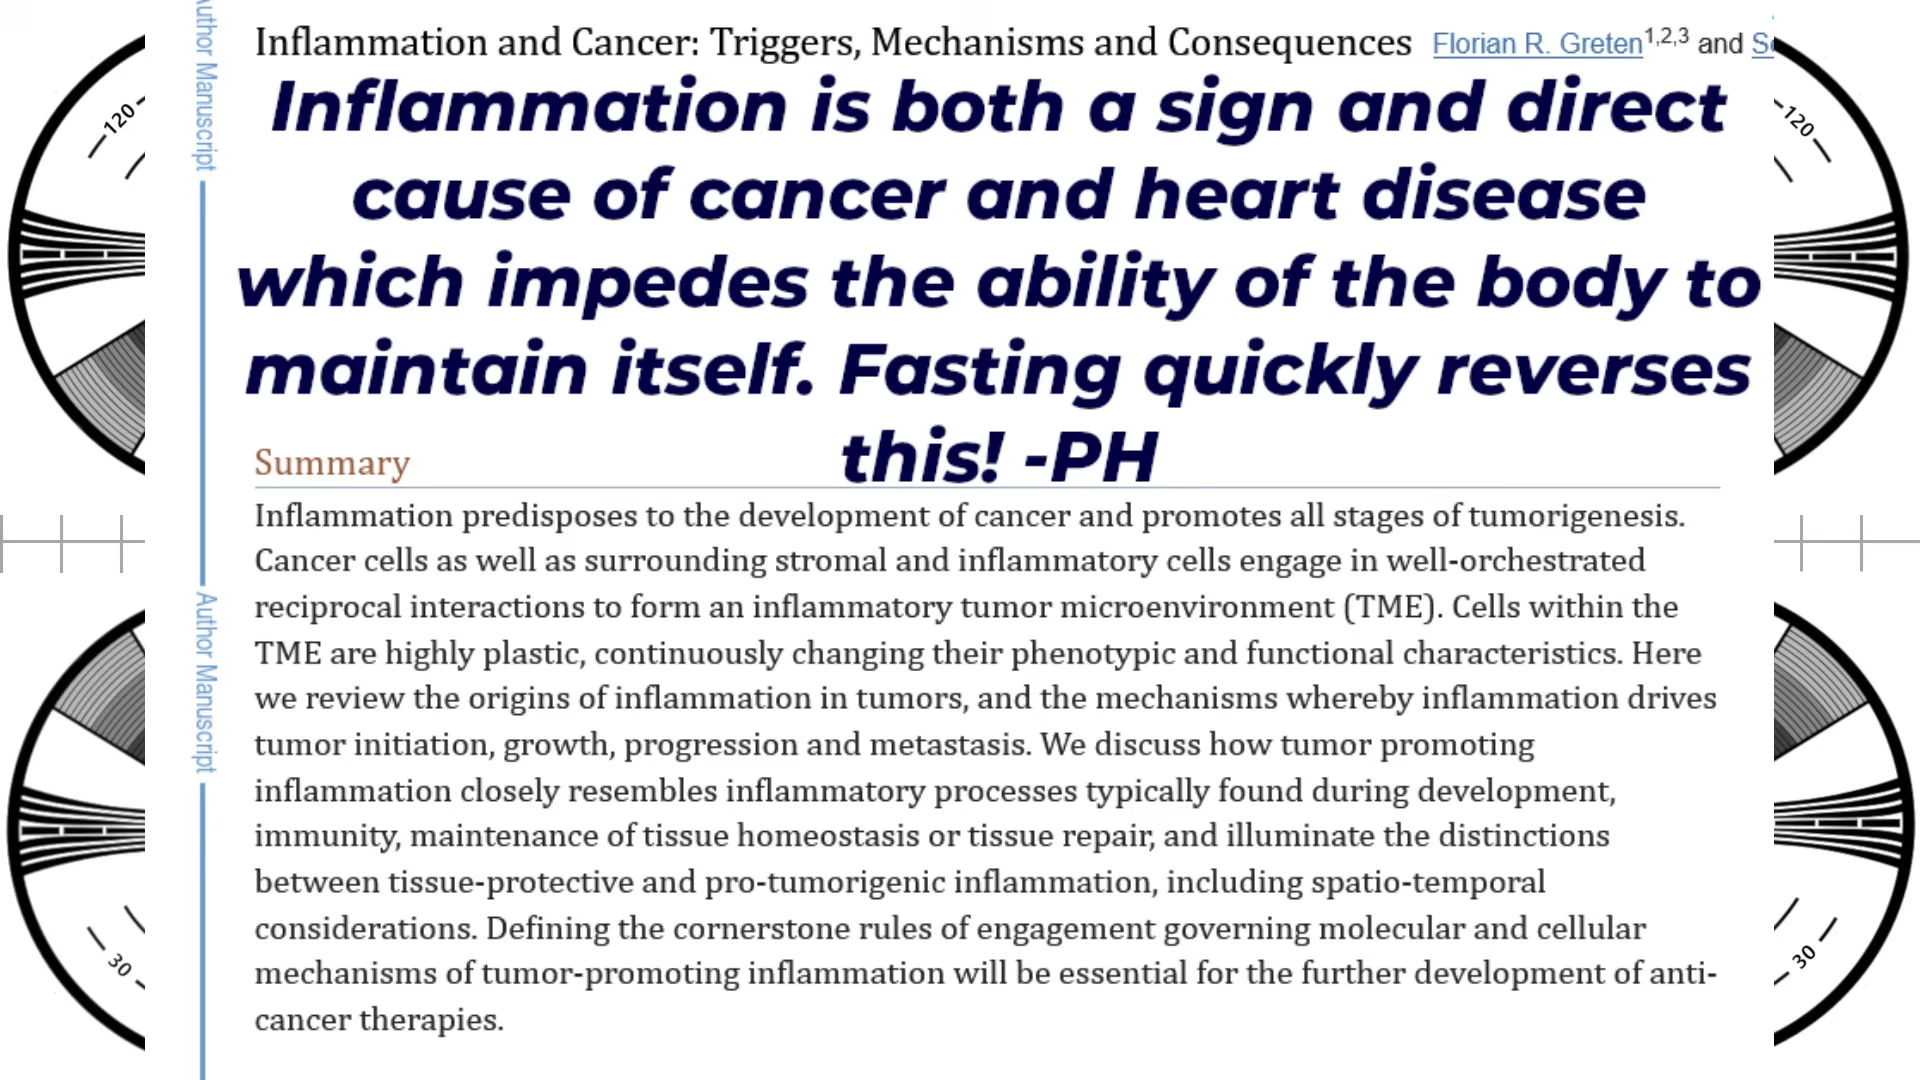 Inflammation and Cancer: Triggers, Mechanisms and Consequences Florian R. Greten1,2,3 and
Inflammation is both a sign and direct
cause of cancer and heart disease
which impedes the ability of the body to
maintain itself. Fasting quickly reverses
this! -PH
Summary
Inflammation predisposes to the development of cancer and promotes all stages of tumorigenesis.
Cancer cells as well as surrounding stromal and inflammatory cells engage in well-orchestrated
reciprocal interactions to form an inflammatory tumor microenvironment (TME). Cells within the
TME are highly plastic, continuously changing their phenotypic and functional characteristics. Here
we review the origins of inflammation in tumors, and the mechanisms whereby inflammation drives
tumor initiation, growth, progression and metastasis. We discuss how tumor promoting
inflammation closely resembles inflammatory processes typically found during development,
immunity, maintenance of tissue homeostasis or tissue repair, and illuminate the distinctions
between tissue-protective and pro-tumorigenic inflammation, including spatio-temporal
considerations. Defining the cornerstone rules of engagement governing molecular and cellular
mechanisms of tumor-promoting inflammation will be essential for the further development of anti-
cancer therapies.
Author Manuscript
Author Manuscript
120
120
30
30